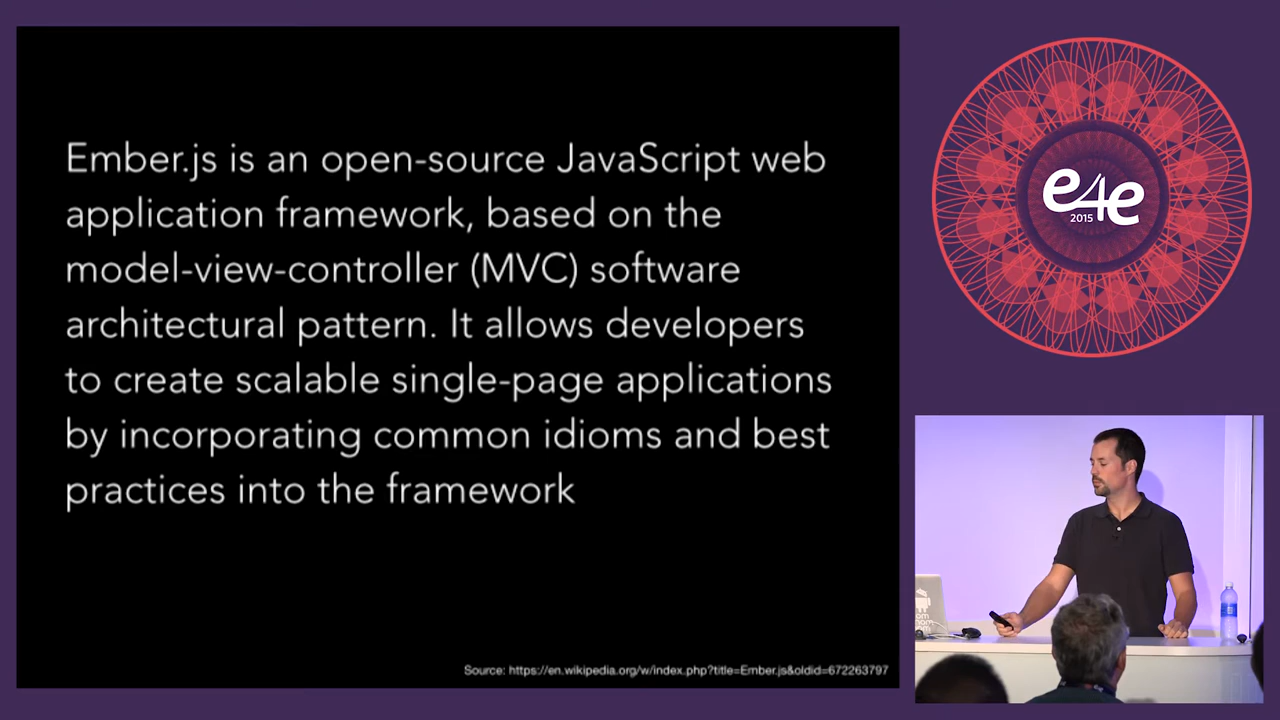 Ember.js is an open-source JavaScript web
application framework, based on the
model-view-controller (MVC) software
architectural pattern. It allows developers
to create scalable single-page applications
by incorporating common idioms and best
practices into the framework
Source: https://en.wikipedia.org/w/index.php?title=Ember.js&oldid=672263797
e4e
2015